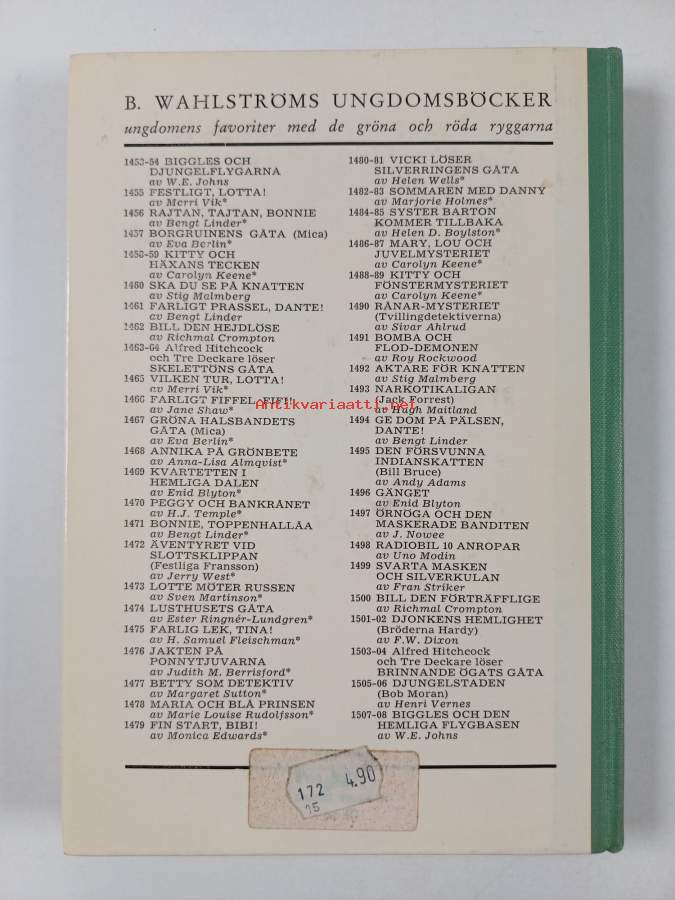 B. WAHLSTRÖMS UNGDOMSBÖCKER
ungdomens favoriter med de gröna och röda ryggarna
1453-54 BIGGLES OCH
DJUNGELFLYGARNA
av W.E. Johns
1455 FESTLIGT, LOTTA!
av Merri Vik*
1456 RAJTAN, TAJTAN, BONNIE
av Bengt Linder*
1457 BORGRUINENS GÅTA (Mica)
av Eva Berlin*
1458-59 KITTY OCH
HÄXANS TECKEN
av Carolyn Keene*
1460 SKA DU SE PÅ KNATTEN
av Stig Malmberg
1461 FARLIGT PRASSEL, DANTE!
av Bengt Linder
1462 BILL DEN HEJDLÖSE
av Richmal Crompton
1463-64 Alfred Hitchcock
och Tre Deckare löser
SKELETTÖNS GÅTA
1465 VILKEN TUR, LOTTA!
av Merri Vik*
1466 FARLIGT FIFFEL, FIFI!
av Jane Shaw*
1467 GRÖNA HALSBANDETS
GÅTA (Mica)
av Eva Berlin*
1468 ANNIKA PÅ GRÖNBETE
av Anna-Lisa Almqvist*
1469 KVARTETTEN I
HEMLIGA DALEN
av Enid Blyton*
1470 PEGGY OCH BANKRÅNET
av H.J. Temple*
1471 BONNIE, TOPPENHALLÅA
av Bengt Linder*
1472 ÄVENTYRET VID
SLOTTSKLIPPAN
(Festliga Fransson)
av Jerry West*
1473 LOTTE MÖTER RUSSEN
av Sven Martinson*
1474 LUSTHUSETS GÅTA
av Ester Ringnér-Lundgren*
1475 FARLIG LEK, TINA!
av H. Samuel Fleischman*
1476 JAKTEN PÅ
PONNYTJUVARNA
av Judith M. Berrisford*
1477 BETTY SOM DETEKTIV
av Margaret Sutton*
1478 MARIA OCH BLÅ PRINSEN
av Marie Louise Rudolfsson*
1479 FIN START, BIBI!
av Monica Edwards*
1480-81 VICKI LÖSER
SILVERRINGENS GÅTA
av Helen Wells*
1482-83 SOMMAREN MED DANNY
av Marjorie Holmes*
1484-85 SYSTER BARTON
KOMMER TILLBAKA
av Helen D. Boylston*
1486-87 MARY, LOU OCH
JUVELMYSTERIET
av Carolyn Keene*
1488-89 KITTY OCH
FÖNSTERMYSTERIET
av Carolyn Keene*
1490 RÅNAR-MYSTERIET
(Tvillingdetektiverna)
av Sivar Ahlrud
1491 BOMBA OCH
FLOD-DEMONEN
av Roy Rockwood
1492 AKTARE FÖR KNATTEN
av Stig Malmberg
1493 NARKOTIKALIGAN
(Jack Forrest)
av Hugh Maitland
1494 GE DOM PÅ PÄLSEN,
DANTE!
av Bengt Linder
1495 DEN FÖRSVUNNA
INDIANSKATTEN
(Bill Bruce)
av Andy Adams
1496 GÄNGET
av Enid Blyton
1497 ÖRNÖGA OCH DEN
MASKERADE BANDITEN
av J. Nowee
1498 RADIOBIL 10 ANROPAR
av Uno Modin
1499 SVARTA MASKEN
OCH SILVERKULAN
av Fran Striker
1500 BILL DEN FÖRTRÄFFLIGE
av Richmal Crompton
1501-02 DJONKENS HEMLIGHET
(Bröderna Hardy)
av F.W. Dixon
1503-04 Alfred Hitchcock
och Tre Deckare löser
BRINNANDE ÖGATS GÅTA
1505-06 DJUNGELSTADEN
(Bob Moran)
av Henri Vernes
1507-08 BIGGLES OCH DEN
HEMLIGA FLYGBASEN
av W.E. Johns
Antikvariaatti.net
172 4.90
15